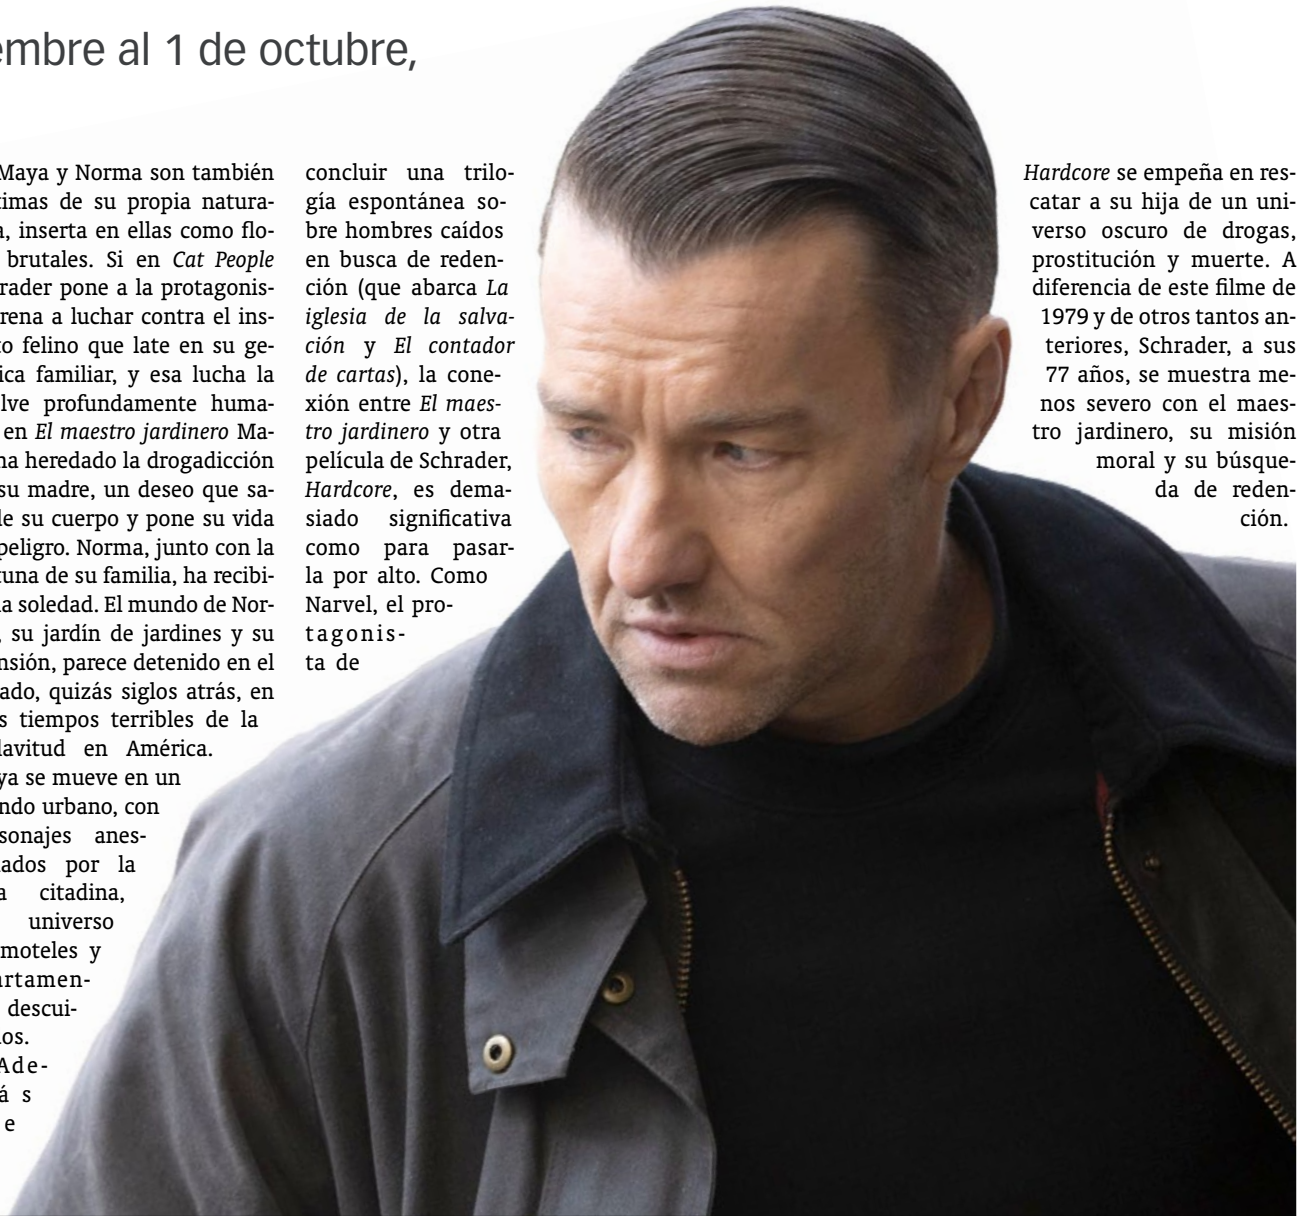 embre al 1 de octubre,
Maya y Norma son también
timas de su propia natura-
a, inserta en ellas como flo-
brutales. Si en Cat People
rader pone a la protagonis-
rena a luchar contra el ins-
to felino que late en su ge-
ica familiar, y esa lucha la
elve profundamente huma-
en El maestro jardinero Ma-
ha heredado la drogadicción
su madre, un deseo que sa-
de su cuerpo y pone su vida
peligro. Norma, junto con la
tuna de su familia, ha recibi-
la soledad. El mundo de Nor-
, su jardín de jardines y su
nsión, parece detenido en el
ado, quizás siglos atrás, en
s tiempos terribles de la
lavitud en América.
ya se mueve en un
ndo urbano, con
sonajes anes-
iados por la
a citadina,
universo
moteles y
artamen-
descui-
os.
Ade-
á s
e
concluir una trilo-
gía espontánea so-
bre hombres caídos
en busca de reden-
ción (que abarca La
iglesia de la salva-
ción y El contador
de cartas), la cone-
xión entre El maes-
tro jardinero y otra
película de Schrader,
Hardcore, es dema-
siado significativa
como para pasar-
la por alto. Como
Narvel, el pro-
tagonis-
ta de
Hardcore se empeña en res-
catar a su hija de un uni-
verso oscuro de drogas,
prostitución y muerte. A
diferencia de este filme de
1979 y de otros tantos an-
teriores, Schrader, a sus
77 años, se muestra me-
nos severo con el maes-
tro jardinero, su misión
moral y su búsque-
da de reden-
ción.